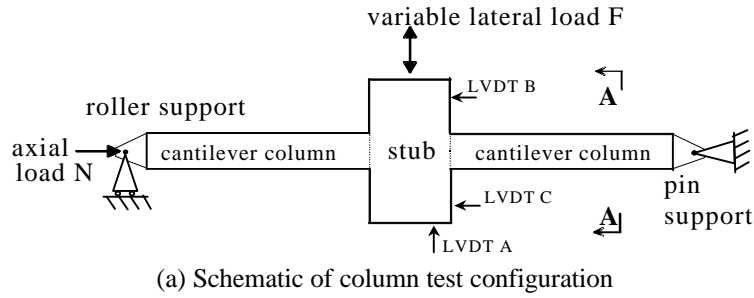 variable lateral load F
LVDT B
A
roller support
axial
load N
cantilever column
stub
cantilever column
LVDT C
A
pin
support
LVDT A
(a) Schematic of column test configuration